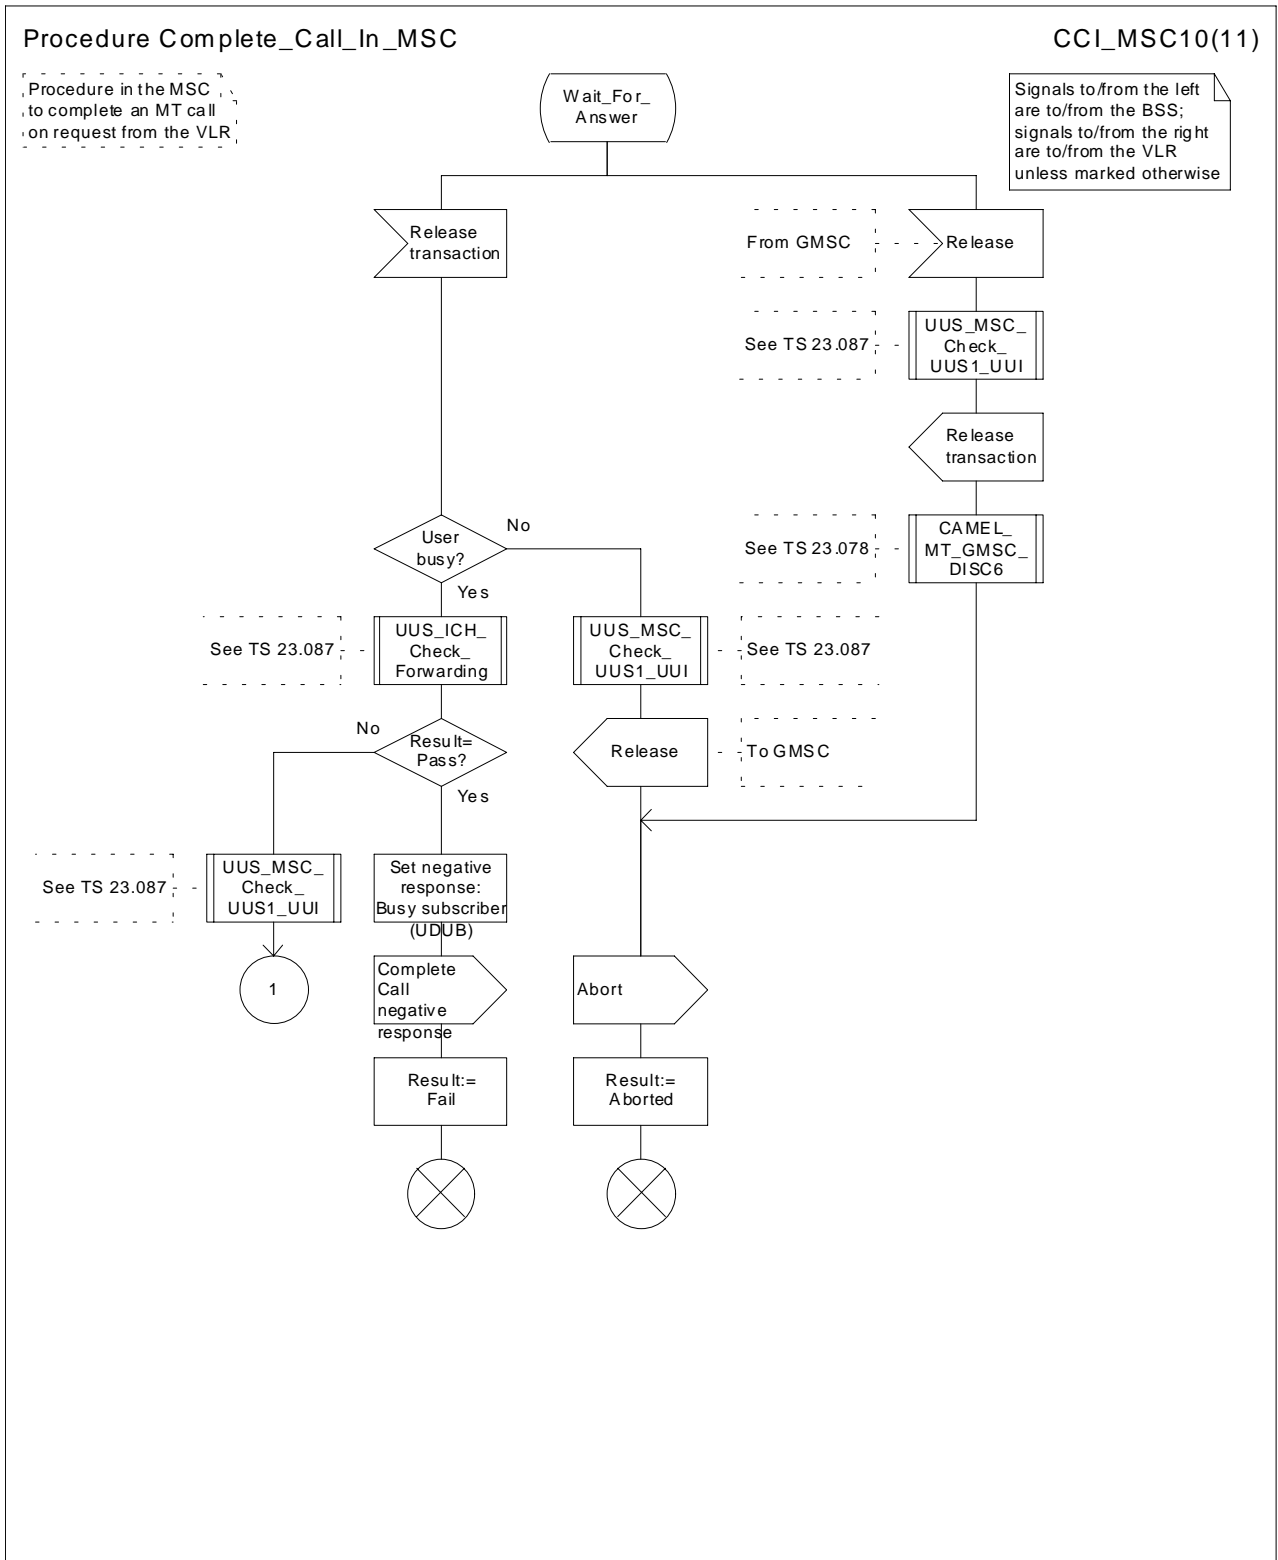 Procedure Complete_Call_In_MSC
CCI_MSC10(11)
Procedure in the MSC
to complete an MT call
on request from the VLR
Wait_For_
Answer
Signals to/from the left
are to/from the BSS;
signals to/from the right
are to/from the VLR
unless marked otherwise
Release
transaction
From GMSC
Release
See TS 23.087
UUS_MSC_
Check_
UUS1_UUI
Release
transaction
User
busy?
No
Yes
See TS 23.078
CAMEL_
MT_GMSC_
DISC6
See TS 23.087
UUS_ICH_
Check_
Forwarding
UUS_MSC_
Check_
UUS1_UUI
See TS 23.087
No
Result=
Pass?
Yes
Release
To GMSC
See TS 23.087
UUS_MSC_
Check_
UUS1_UUI
Set negative
response:
Busy subscriber
(UDUB)
1
Complete
Call
negative
response
Abort
Result:=
Fail
Result:=
Aborted